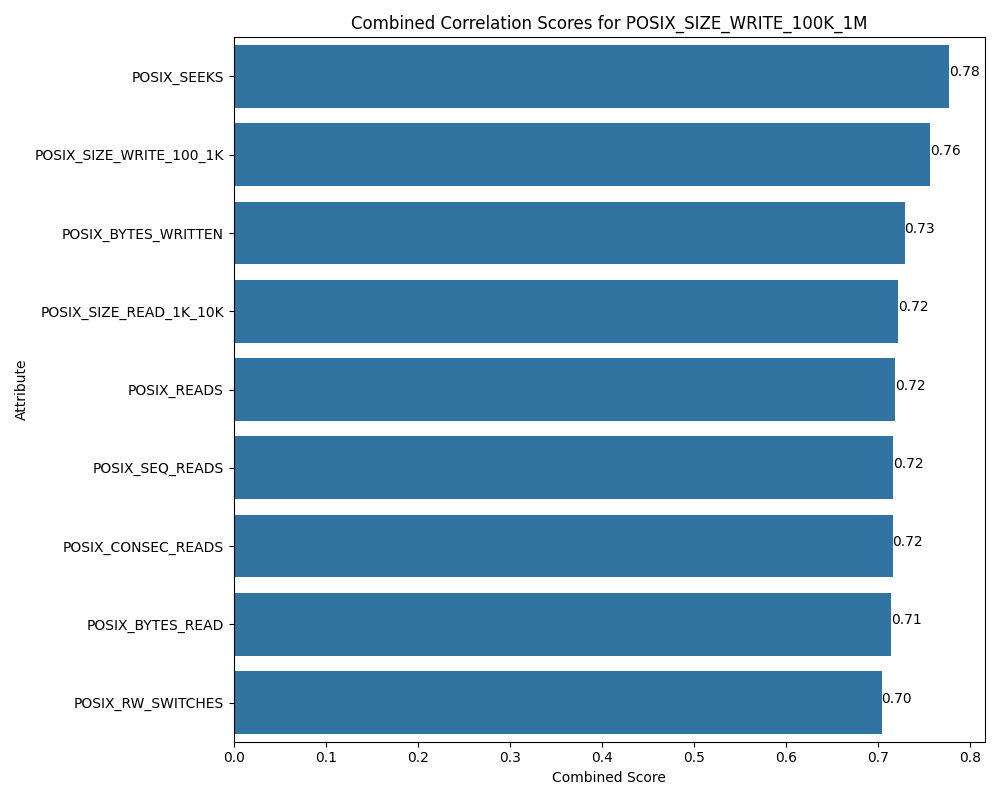 Combined Correlation Scores for POSIX_SIZE_WRITE_100K_1M
Attribute
POSIX_SEEKS 0.78
POSIX_SIZE_WRITE_100_1K 0.76
POSIX_BYTES_WRITTEN 0.73
POSIX_SIZE_READ_1K_10K 0.72
POSIX_READS 0.72
POSIX_SEQ_READS 0.72
POSIX_CONSEC_READS 0.72
POSIX_BYTES_READ 0.71
POSIX_RW_SWITCHES 0.70
0.0 0.1 0.2 0.3 0.4 0.5 0.6 0.7 0.8
Combined Score